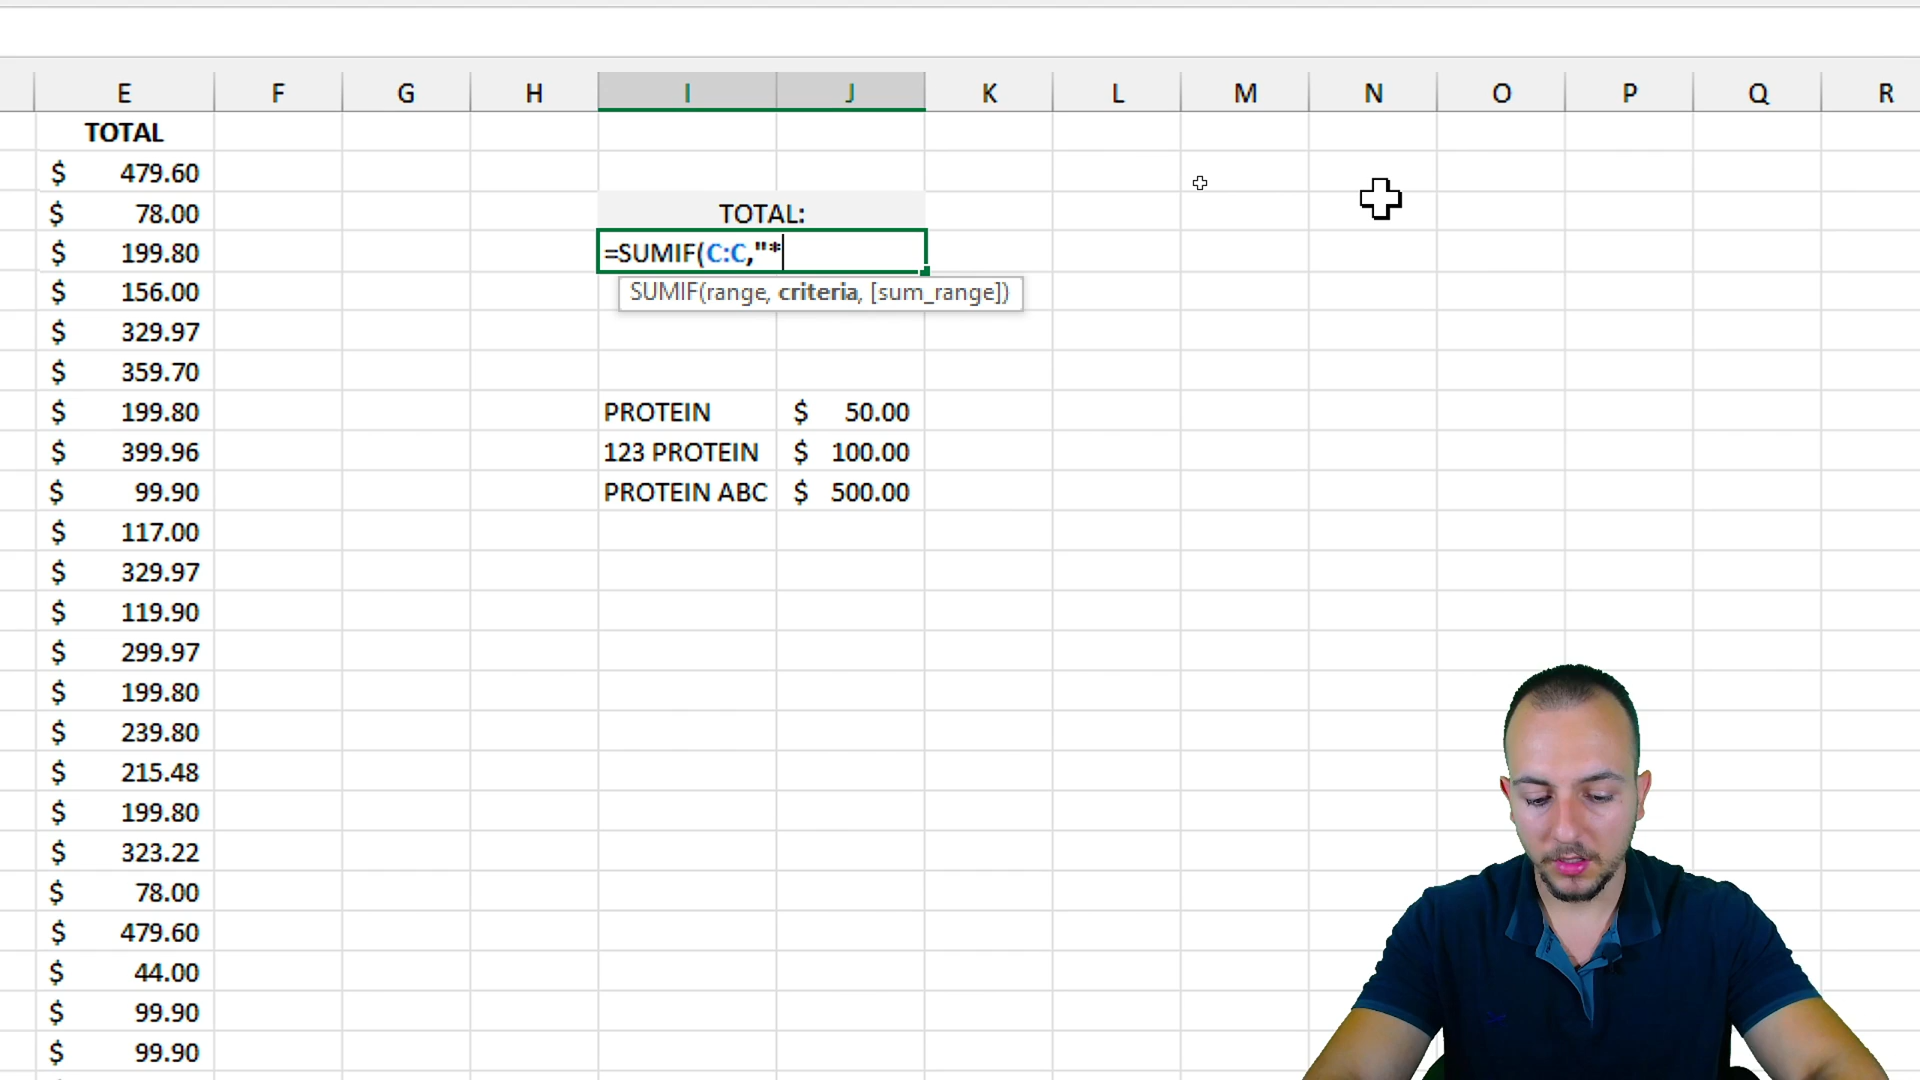 E F G H I J K L M N O P Q R
TOTAL
$ 479.60
$ 78.00
TOTAL:
$ 199.80
=SUMIF(C:C,"*
$ 156.00
SUMIF(range, criteria, [sum_range])
$ 329.97
$ 359.70
$ 199.80
PROTEIN $ 50.00
$ 399.96
123 PROTEIN $ 100.00
$ 99.90
PROTEIN ABC $ 500.00
$ 117.00
$ 329.97
$ 119.90
$ 299.97
$ 199.80
$ 239.80
$ 215.48
$ 199.80
$ 323.22
$ 78.00
$ 479.60
$ 44.00
$ 99.90
$ 99.90